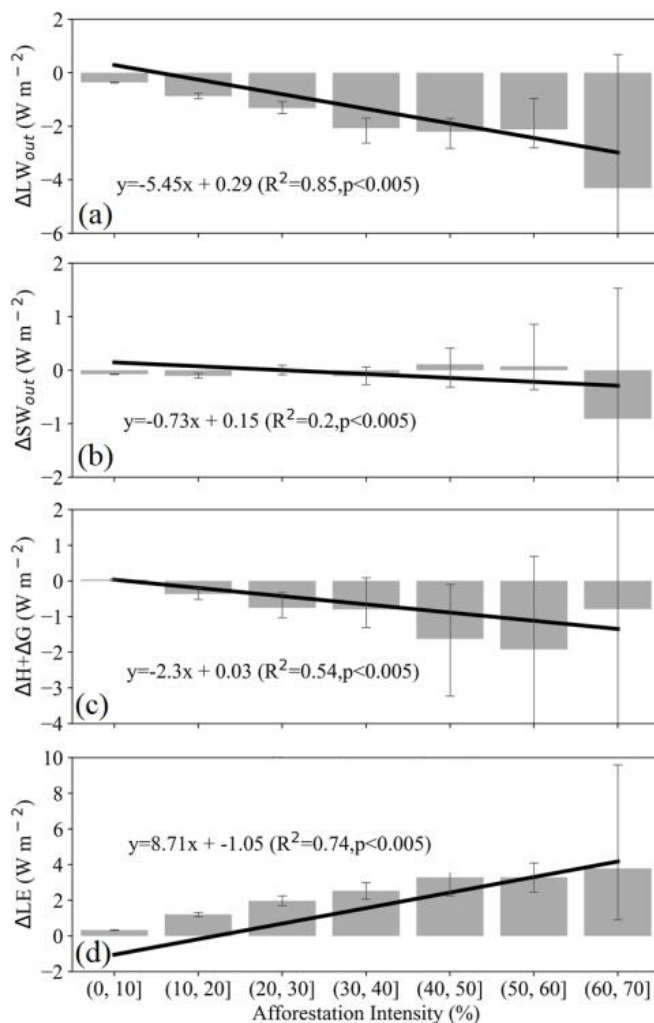 0
−2
−4
−6
ΔLW_out (W m⁻²)
y=-5.45x + 0.29 (R²=0.85,p<0.005)
(a)
2
1
0
−1
−2
ΔSW_out (W m⁻²)
y=-0.73x + 0.15 (R²=0.2,p<0.005)
(b)
2
1
0
−1
−2
−3
−4
ΔH+ΔG (W m⁻²)
y=-2.3x + 0.03 (R²=0.54,p<0.005)
(c)
10
8
6
4
2
0
−2
ΔLE (W m⁻²)
y=8.71x + -1.05 (R²=0.74,p<0.005)
(d)
(0, 10] (10, 20] (20, 30] (30, 40] (40, 50] (50, 60] (60, 70]
Afforestation Intensity (%)